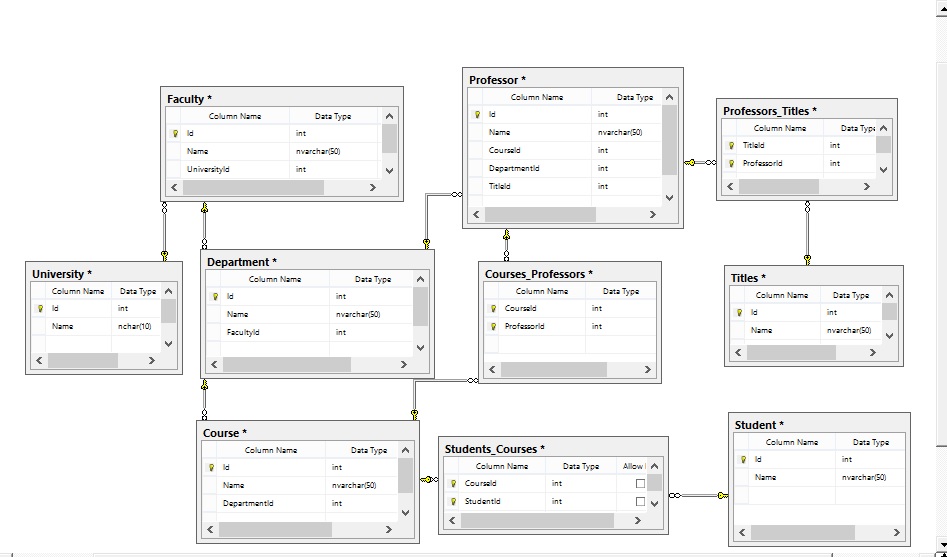 Faculty *
Column Name Data Type
Id int
Name nvarchar(50)
UniversityId int
Professor *
Column Name Data Type
Id int
Name nvarchar(50)
CourseId int
DepartmentId int
TitleId int
Professors_Titles *
Column Name Data Type
TitleId int
ProfessorId int
University *
Column Name Data Type
Id int
Name nchar(10)
Department *
Column Name Data Type
Id int
Name nvarchar(50)
FacultyId int
Courses_Professors *
Column Name Data Type
CourseId int
ProfessorId int
Titles *
Column Name Data Type
Id int
Name nvarchar(50)
Course *
Column Name Data Type
Id int
Name nvarchar(50)
DepartmentId int
Students_Courses *
Column Name Data Type Allow
CourseId int
StudentId int
Student *
Column Name Data Type
Id int
Name nvarchar(50)